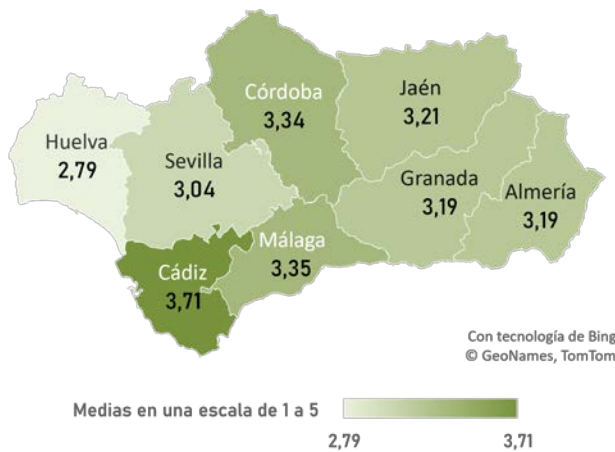 Córdoba
3,34
Jaén
3,21
Huelva
2,79
Sevilla
3,04
Granada
3,19
Almería
3,19
Málaga
3,35
Cádiz
3,71
Con tecnología de Bing
© GeoNames, TomTom
Medias en una escala de 1 a 5
2,79
3,71